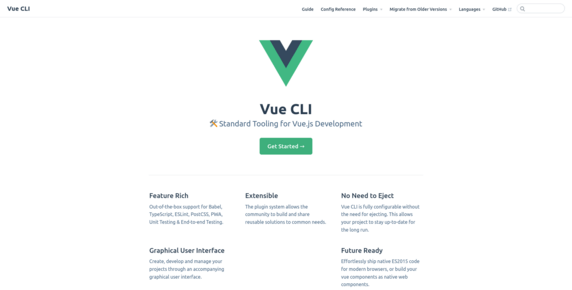 Vue CLI
Guide Config Reference Plugins Migrate from Older Versions Languages GitHub
Vue CLI
🛠️ Standard Tooling for Vue.js Development
Get Started →
Feature Rich
Out-of-the-box support for Babel,
TypeScript, ESLint, PostCSS, PWA,
Unit Testing & End-to-end Testing.
Extensible
The plugin system allows the
community to build and share
reusable solutions to common needs.
No Need to Eject
Vue CLI is fully configurable without
the need for ejecting. This allows
your project to stay up-to-date for
the long run.
Graphical User Interface
Create, develop and manage your
projects through an accompanying
graphical user interface.
Future Ready
Effortlessly ship native ES2015 code
for modern browsers, or build your
vue components as native web
components.